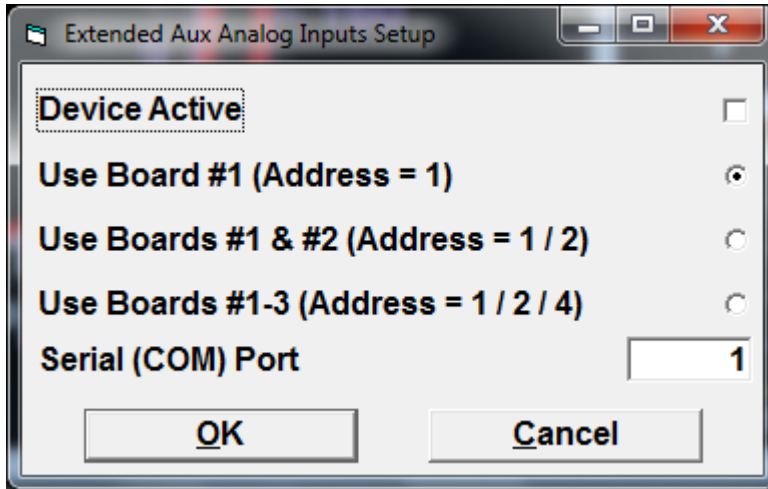 Extended Aux Analog Inputs Setup
Device Active
Use Board #1 (Address = 1)
Use Boards #1 & #2 (Address = 1 / 2)
Use Boards #1-3 (Address = 1 / 2 / 4)
Serial (COM) Port 1
OK Cancel